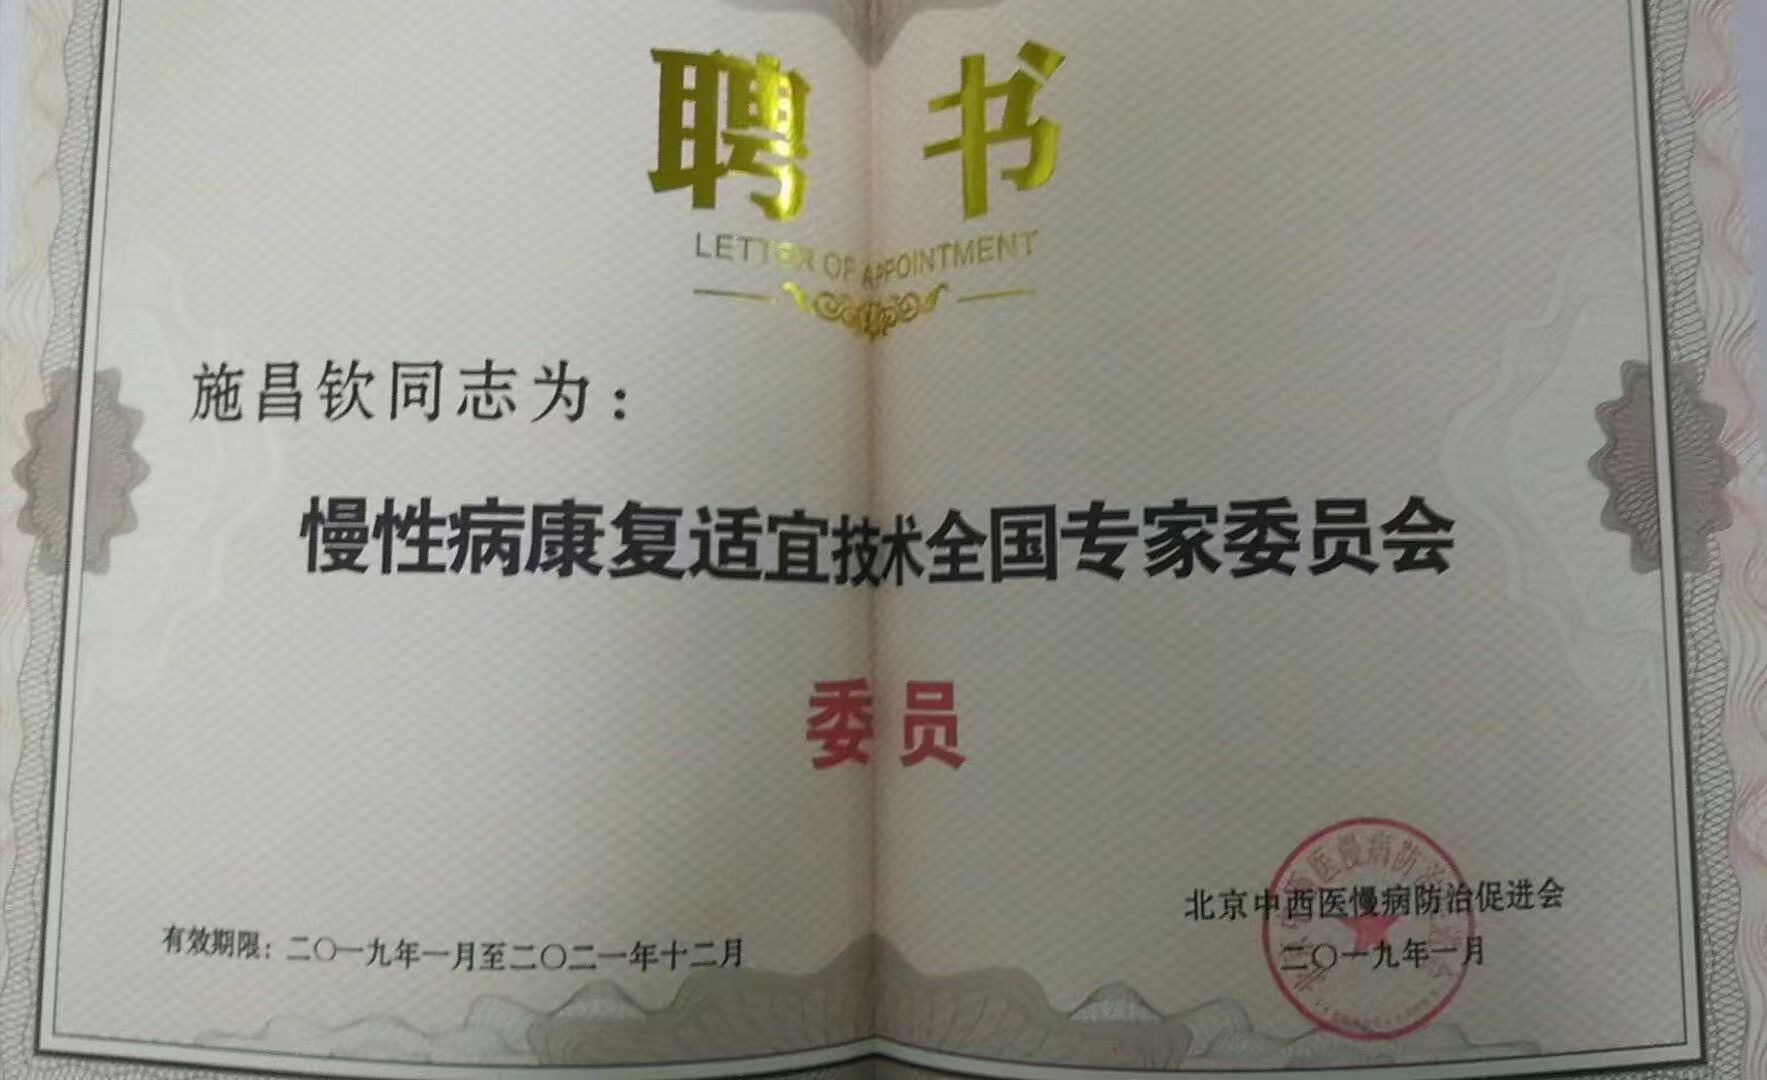 聘书
LETTER OF APPOINTMENT
施昌钦同志为：
慢性病康复适宜技术全国专家委员会
委员
北京中西医慢病防治促进会
有效期限：二〇一九年一月至二〇二一年十二月
二〇一九年一月